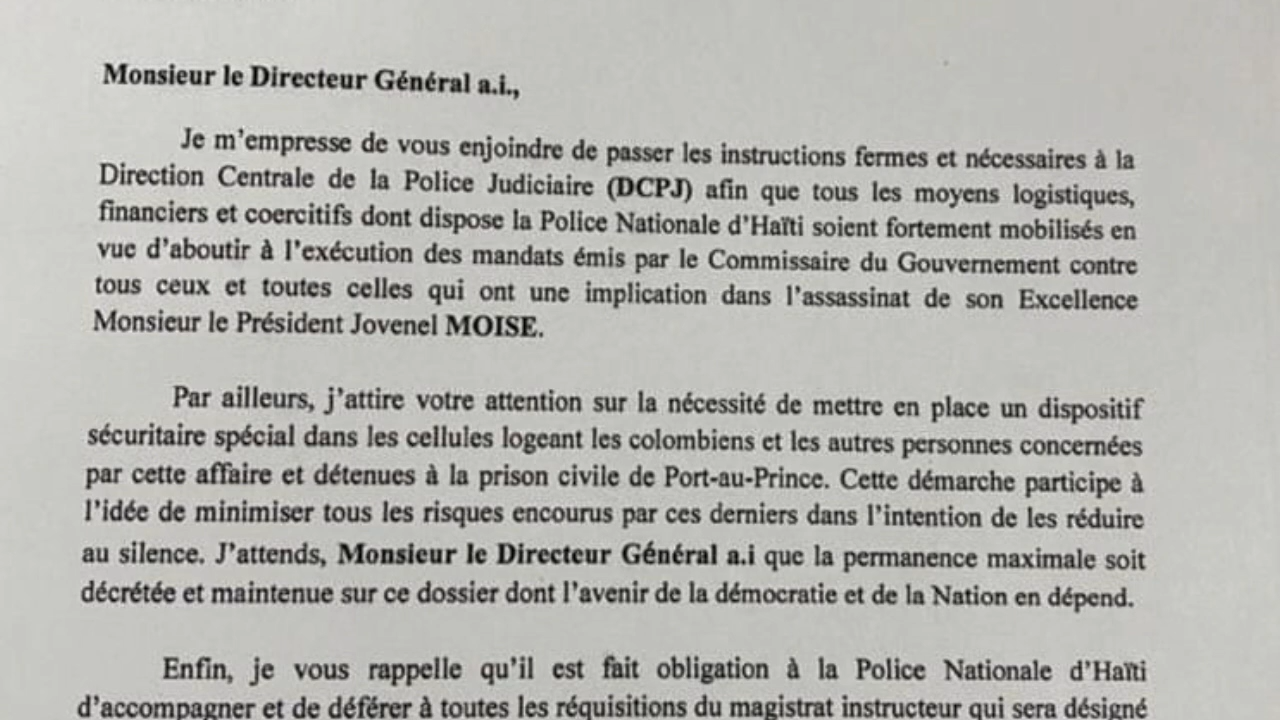 Monsieur le Directeur Général a.i.,
Je m'empresse de vous enjoindre de passer les instructions fermes et nécessaires à la
Direction Centrale de la Police Judiciaire (DCPJ) afin que tous les moyens logistiques,
financiers et coercitifs dont dispose la Police Nationale d'Haïti soient fortement mobilisés en
vue d'aboutir à l'exécution des mandats émis par le Commissaire du Gouvernement contre
tous ceux et toutes celles qui ont une implication dans l'assassinat de son Excellence
Monsieur le Président Jovenel MOISE.
Par ailleurs, j'attire votre attention sur la nécessité de mettre en place un dispositif
sécuritaire spécial dans les cellules logeant les colombiens et les autres personnes concernées
par cette affaire et détenues à la prison civile de Port-au-Prince. Cette démarche participe à
l'idée de minimiser tous les risques encourus par ces derniers dans l'intention de les réduire
au silence. J'attends, Monsieur le Directeur Général a.i que la permanence maximale soit
décrétée et maintenue sur ce dossier dont l'avenir de la démocratie et de la Nation en dépend.
Enfin, je vous rappelle qu'il est fait obligation à la Police Nationale d'Haïti
d'accompagner et de déférer à toutes les réquisitions du magistrat instructeur qui sera désigné